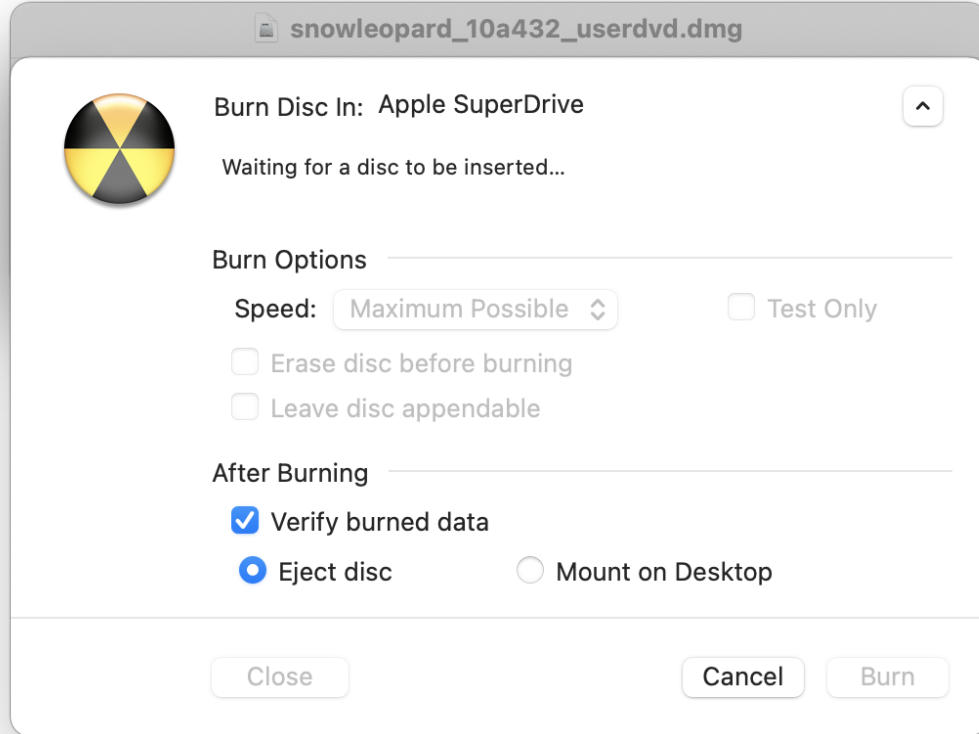 snowleopard_10a432_userdvd.dmg
Burn Disc In: Apple SuperDrive
Waiting for a disc to be inserted...
Burn Options
Speed: Maximum Possible Test Only
Erase disc before burning
Leave disc appendable
After Burning
Verify burned data
Eject disc Mount on Desktop
Close Cancel Burn